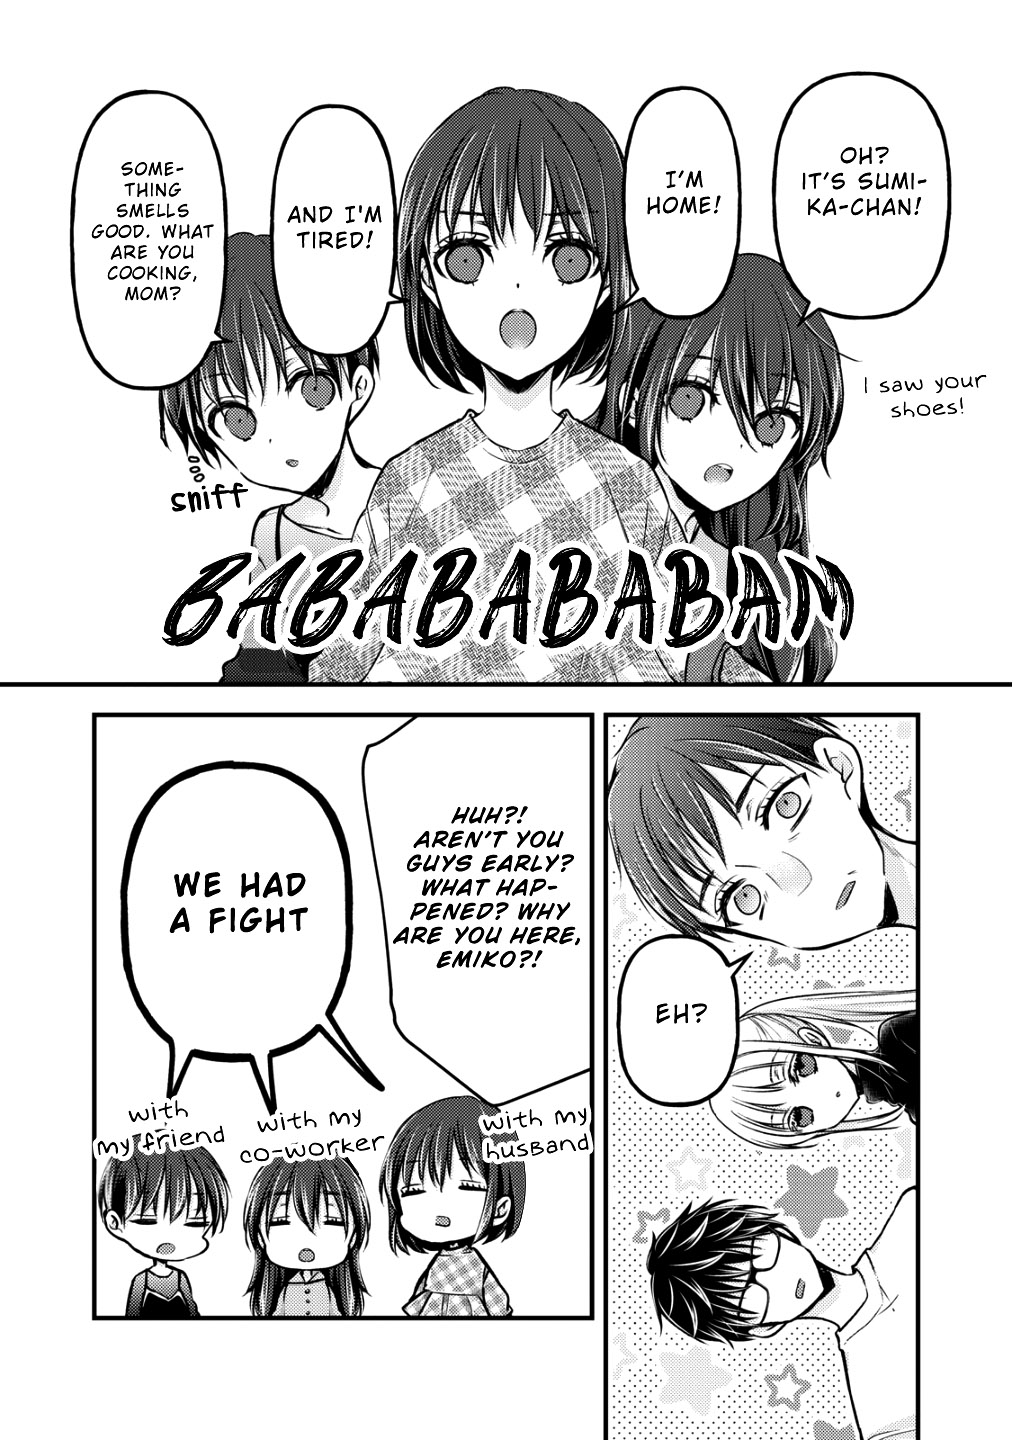 OH?
IT'S SUMI-
KA-CHAN!
I saw your
shoes!
I'M
HOME!
AND I'M
TIRED!
SOME-
THING
SMELLS
GOOD. WHAT
ARE YOU
COOKING,
MOM?
sniff
BABABABABAM
EH?
HUH?!
AREN'T YOU
GUYS EARLY?
WHAT HAP-
PENED? WHY
ARE YOU HERE,
EMIKO?!
WE HAD
A FIGHT
with my
husband
with my
co-worker
with
my friend